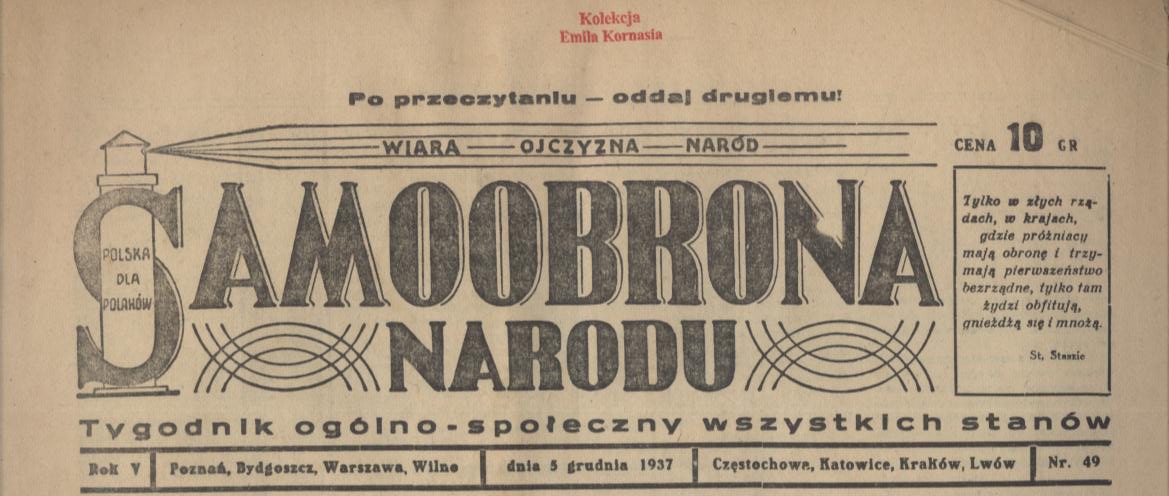 Kolekcja
Emila Kornasia
Po przeczytaniu — oddaj drugiemu!
WIARA — OJCZYZNA — NARÓD
CENA 10 GR
SAMOOBRONA
NARODU
POLSKA
DLA
POLAKÓW
Tylko w złych rzą-
dach, w krajach,
gdzie próżniacy
mają obronę i trzy-
mają pierwszeństwo
bezrządne, tylko tam
żydzi obfitują,
gnieżdżą się i mnożą.
St. Staszic
Tygodnik ogólno-społeczny wszystkich stanów
Rok V
Poznań, Bydgoszcz, Warszawa, Wilno
dnia 5 grudnia 1937
Częstochowa, Katowice, Kraków, Lwów
Nr. 49